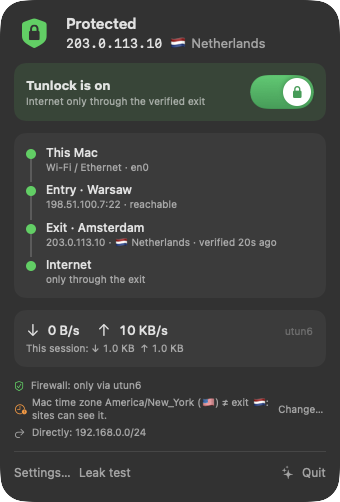 Protected
203.0.113.10 🇳🇱 Netherlands
Tunlock is on
Internet only through the verified exit
This Mac
Wi-Fi / Ethernet · en0
Entry · Warsaw
198.51.100.7:22 · reachable
Exit · Amsterdam
203.0.113.10 · 🇳🇱 Netherlands · verified 20s ago
Internet
only through the exit
↓ 0 B/s ↑ 10 KB/s utun6
This session: ↓ 1.0 KB ↑ 1.0 KB
Firewall: only via utun6
Mac time zone America/New_York (🇺🇸) ≠ exit 🇳🇱:
sites can see it. Change...
Directly: 192.168.0.0/24
Settings... Leak test Quit